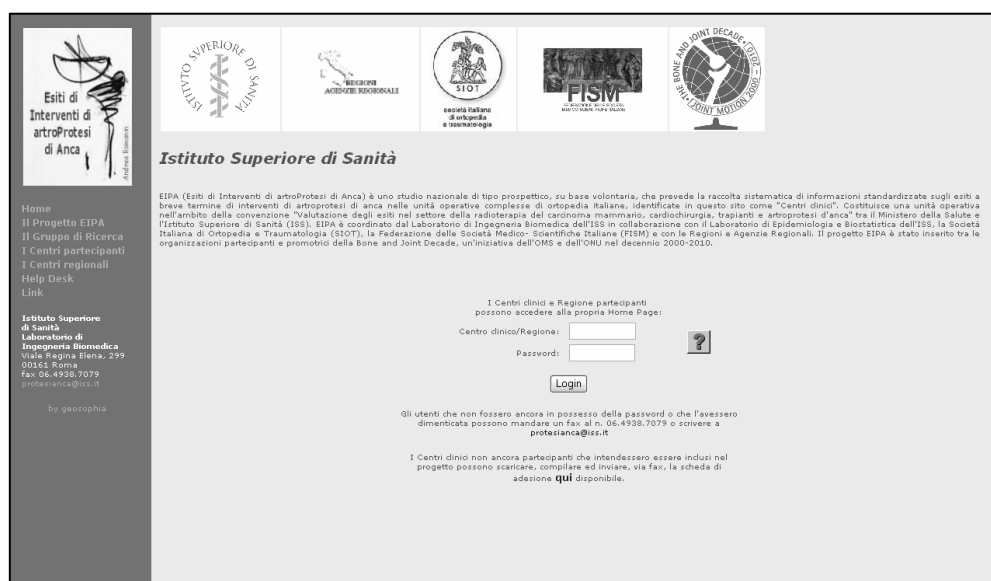 Esiti di
Interventi di
artroProtesi
di Anca
Andrea Romanin
Home
Il Progetto EIPA
Il Gruppo di Ricerca
I Centri partecipanti
I Centri regionali
Help Desk
Link
Istituto Superiore
di Sanità
Laboratorio di
Ingegneria Biomedica
Viale Regina Elena, 299
00161 Roma
fax 06.4938.7079
protesianca@iss.it
by geosophia
ISTITUTO SUPERIORE DI SANITÀ
REGIONI
AGENZIE REGIONALI
SIOT
società italiana
di ortopedia
e traumatologia
FISM
THE BONE AND JOINT DECADE 2000 - 2010
JOINT MOTION
Istituto Superiore di Sanità
EIPA (Esiti di Interventi di artroProtesi di Anca) è uno studio nazionale di tipo prospettico, su base volontaria, che prevede la raccolta sistematica di informazioni standardizzate sugli esiti a
breve termine di interventi di artroprotesi di anca nelle unità operative complesse di ortopedia italiane, identificate in questo sito come "Centri clinici". Costituisce una unità operativa
nell'ambito della convenzione "Valutazione degli esiti nel settore della radioterapia del carcinoma mammario, cardiochirurgia, trapianti e artroprotesi d'anca" tra il Ministero della Salute e
l'Istituto Superiore di Sanità (ISS). EIPA è coordinato dal Laboratorio di Ingegneria Biomedica dell'ISS in collaborazione con il Laboratorio di Epidemiologia e Biostatistica dell'ISS, la Società
Italiana di Ortopedia e Traumatologia (SIOT), la Federazione delle Società Medico- Scientifiche Italiane (FISM) e con le Regioni e Agenzie Regionali. Il progetto EIPA è stato inserito tra le
organizzazioni partecipanti e promotrici della Bone and Joint Decade, un'iniziativa dell'OMS e dell'ONU nel decennio 2000-2010.
I Centri clinici e Regione partecipanti
possono accedere alla propria Home Page:
Centro clinico/Regione:
Password:
?
Login
Gli utenti che non fossero ancora in possesso della password o che l'avessero
dimenticata possono mandare un fax al n. 06.4938.7079 o scrivere a
protesianca@iss.it
I Centri clinici non ancora partecipanti che intendessero essere inclusi nel
progetto possono scaricare, compilare ed inviare, via fax, la scheda di
adesione qui disponibile.